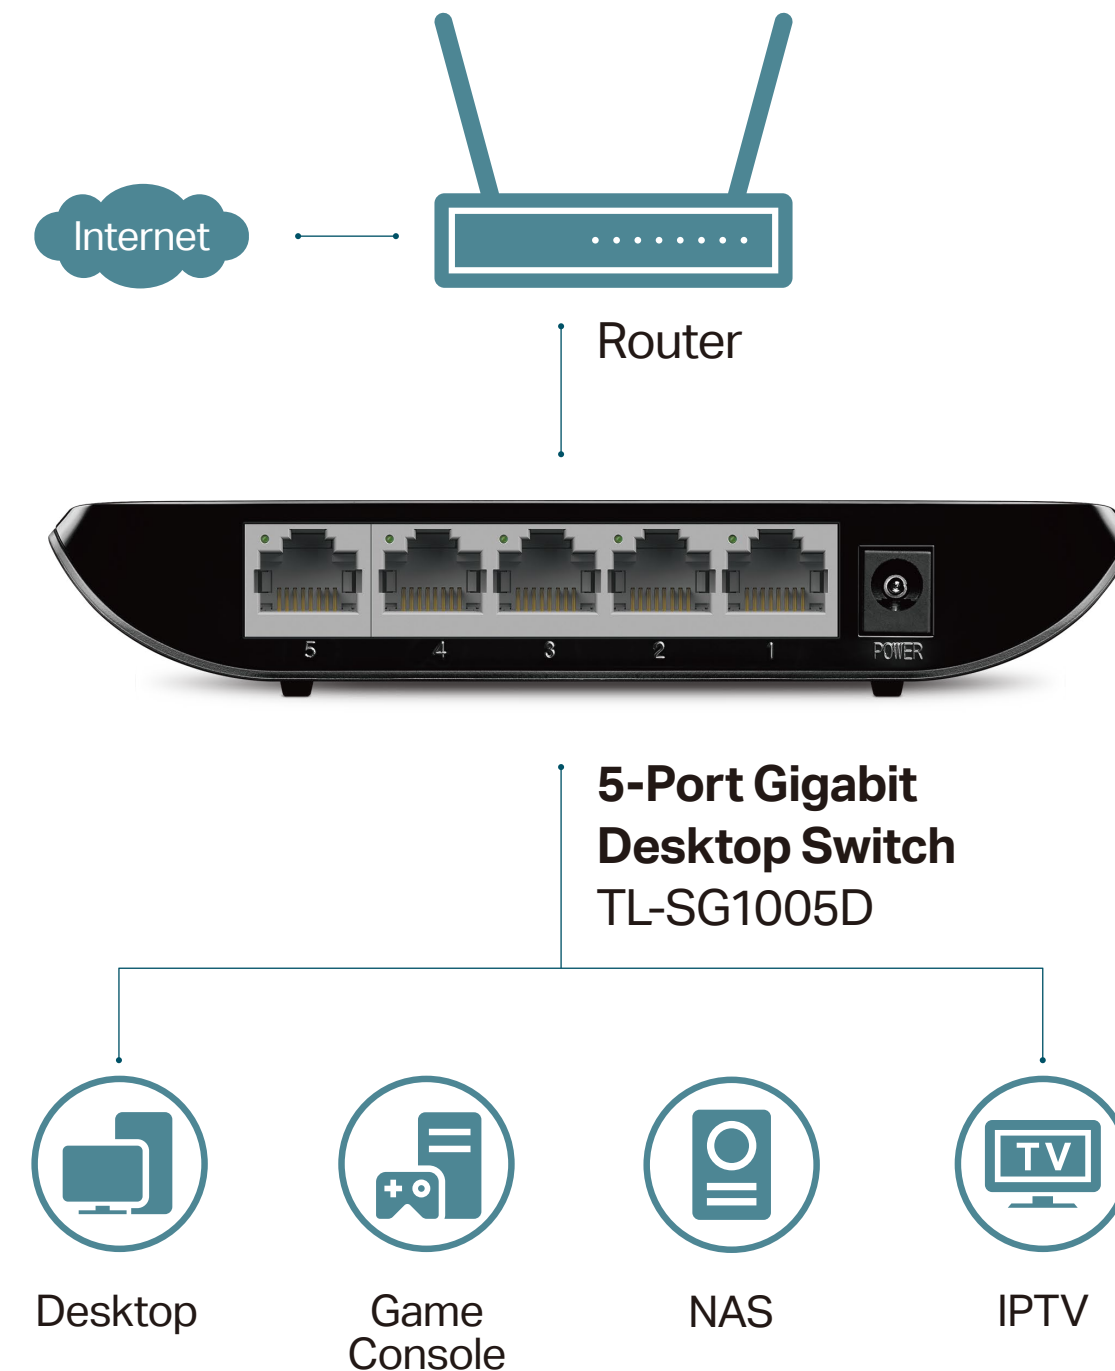 Internet
Router
5 4 3 2 1 POWER
5-Port Gigabit
Desktop Switch
TL-SG1005D
TV
Desktop Game NAS IPTV
Console